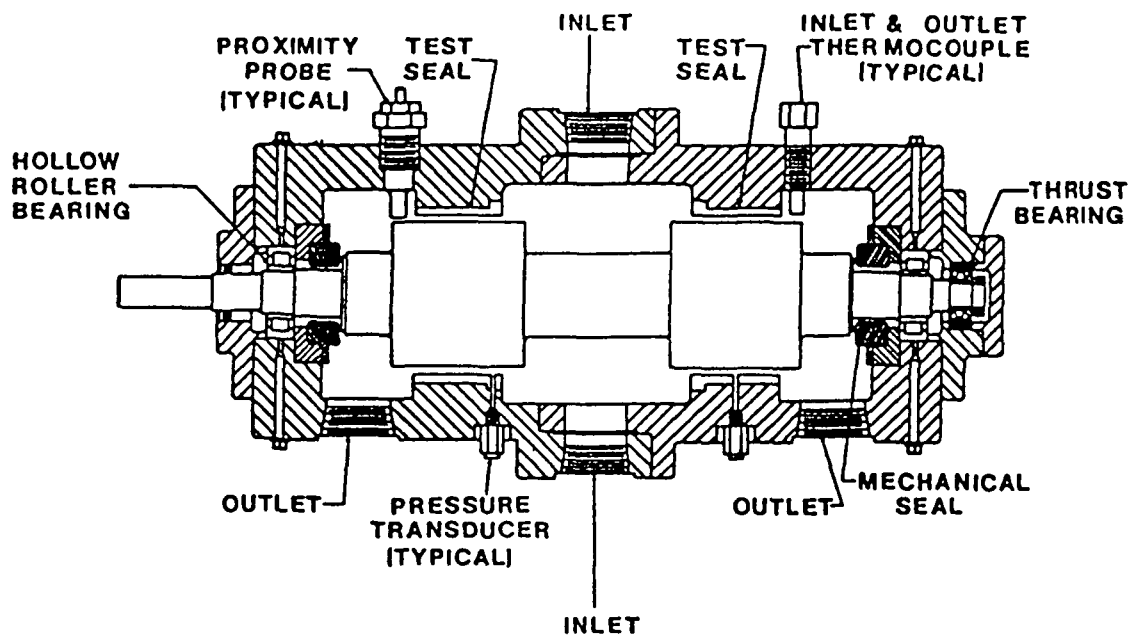 INLET
PROXIMITY
PROBE
(TYPICAL)
TEST
SEAL
TEST
SEAL
INLET & OUTLET
THERMOCOUPLE
(TYPICAL)
HOLLOW
ROLLER
BEARING
THRUST
BEARING
OUTLET
PRESSURE
TRANSDUCER
(TYPICAL)
OUTLET
MECHANICAL
SEAL
INLET